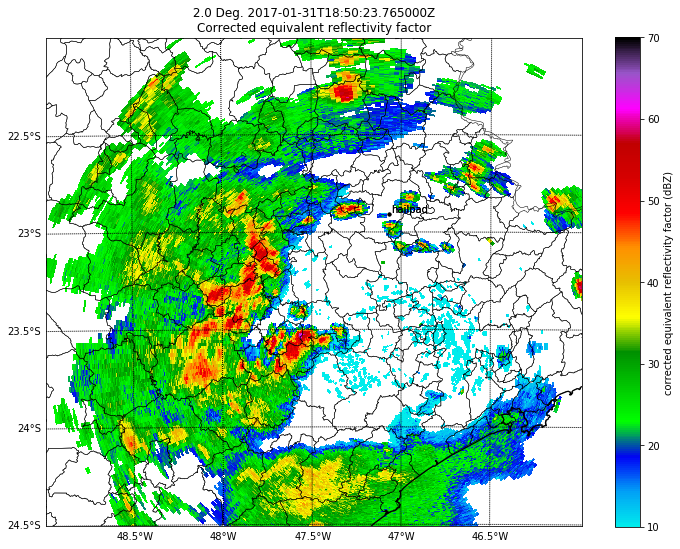 2.0 Deg. 2017-01-31T18:50:23.765000Z
Corrected equivalent reflectivity factor
22.5°S
23°S
23.5°S
24°S
24.5°S
48.5°W
48°W
47.5°W
47°W
46.5°W
70
60
50
40
30
20
10
corrected equivalent reflectivity factor (dBZ)